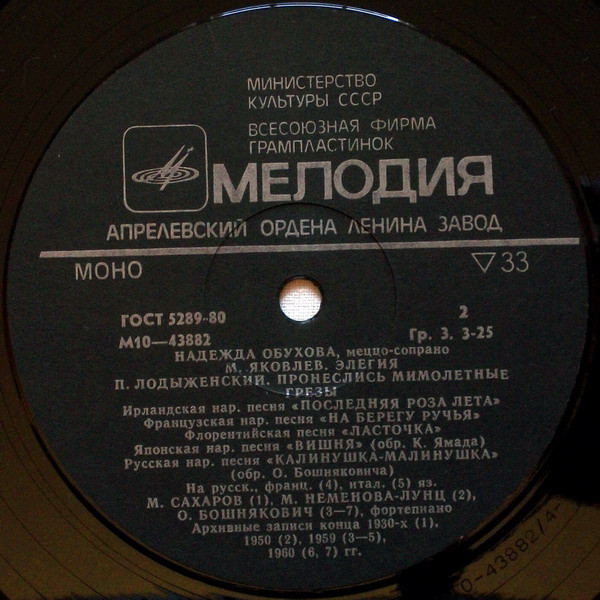 МИНИСТЕРСТВО
КУЛЬТУРЫ СССР
ВСЕСОЮЗНАЯ ФИРМА
ГРАМПЛАСТИНОК
МЕЛОДИЯ
АПРЕЛЕВСКИЙ ОРДЕНА ЛЕНИНА ЗАВОД
МОНО ▽33
ГОСТ 5289-80 2
М10—43882 Гр. 3. 3-25
НАДЕЖДА ОБУХОВА, меццо-сопрано
М. ЯКОВЛЕВ. ЭЛЕГИЯ
П. ЛОДЫЖЕНСКИЙ. ПРОНЕСЛИСЬ МИМОЛЕТНЫЕ
ГРЕЗЫ
Ирландская нар. песня «ПОСЛЕДНЯЯ РОЗА ЛЕТА»
Французская нар. песня «НА БЕРЕГУ РУЧЬЯ»
Флорентийская песня «ЛАСТОЧКА»
Японская нар. песня «ВИШНЯ» (обр. К. Ямада)
Русская нар. песня «КАЛИНУШКА-МАЛИНУШКА»
(обр. О. Бошняковича)
На русск., франц. (4), итал. (5) яз.
М. САХАРОВ (1), М. НЕМЕНОВА-ЛУНЦ (2),
О. БОШНЯКОВИЧ (3—7), фортепиано
Архивные записи конца 1930-х (1),
1950 (2), 1959 (3—5),
1960 (6, 7) гг.
0-43882/4-